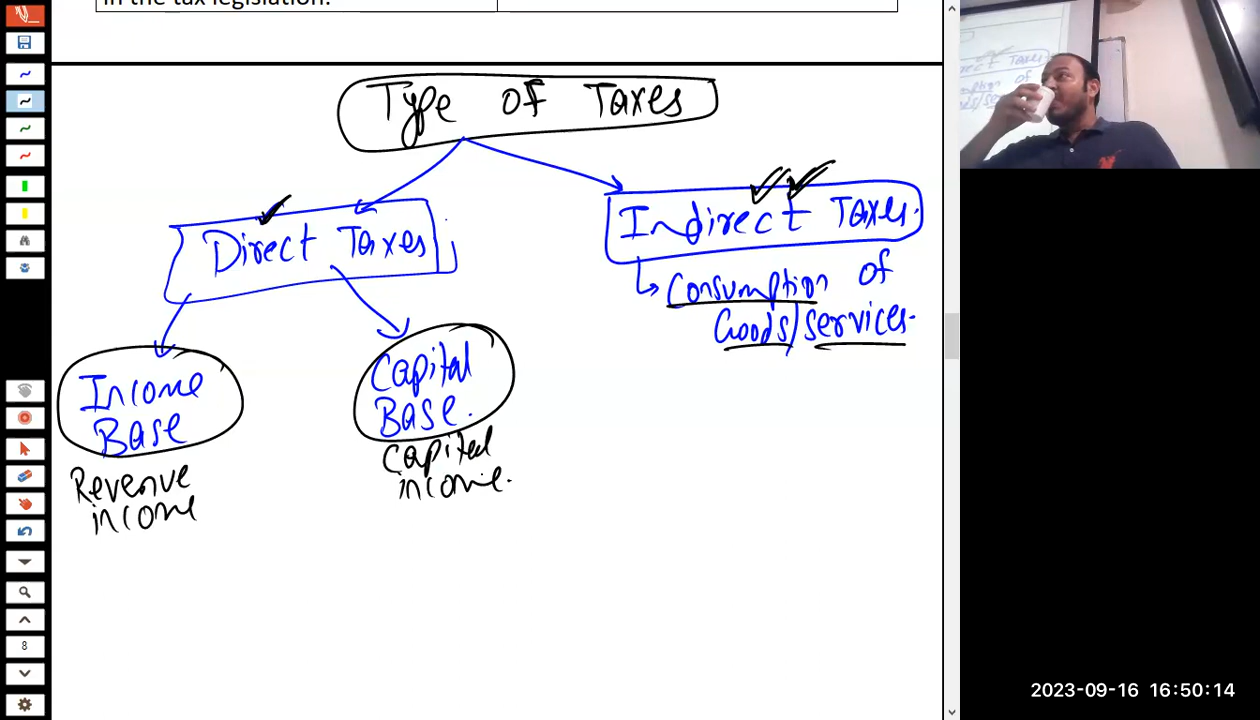 in the tax legislation.
Type of Taxes
Direct Taxes
Indirect Taxes.
Consumption of
Goods/Services.
Income
Base
Capital
Base.
Revenue
income
Capital
income.
8
2023-09-16 16:50:14